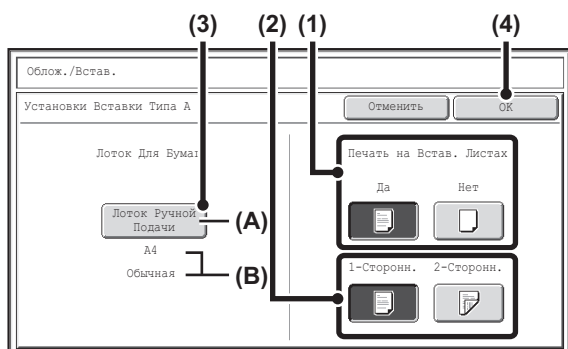 (3)
(2) (1)
(4)
Облож./Встав.
Установки Вставки Типа A
Отменить
OK
Лоток Для Бумаг
Печать на Встав. Листах
Да
Нет
Лоток Ручной
Подачи
(A)
A4
Обычная
(B)
1-Сторонн.
2-Сторонн.